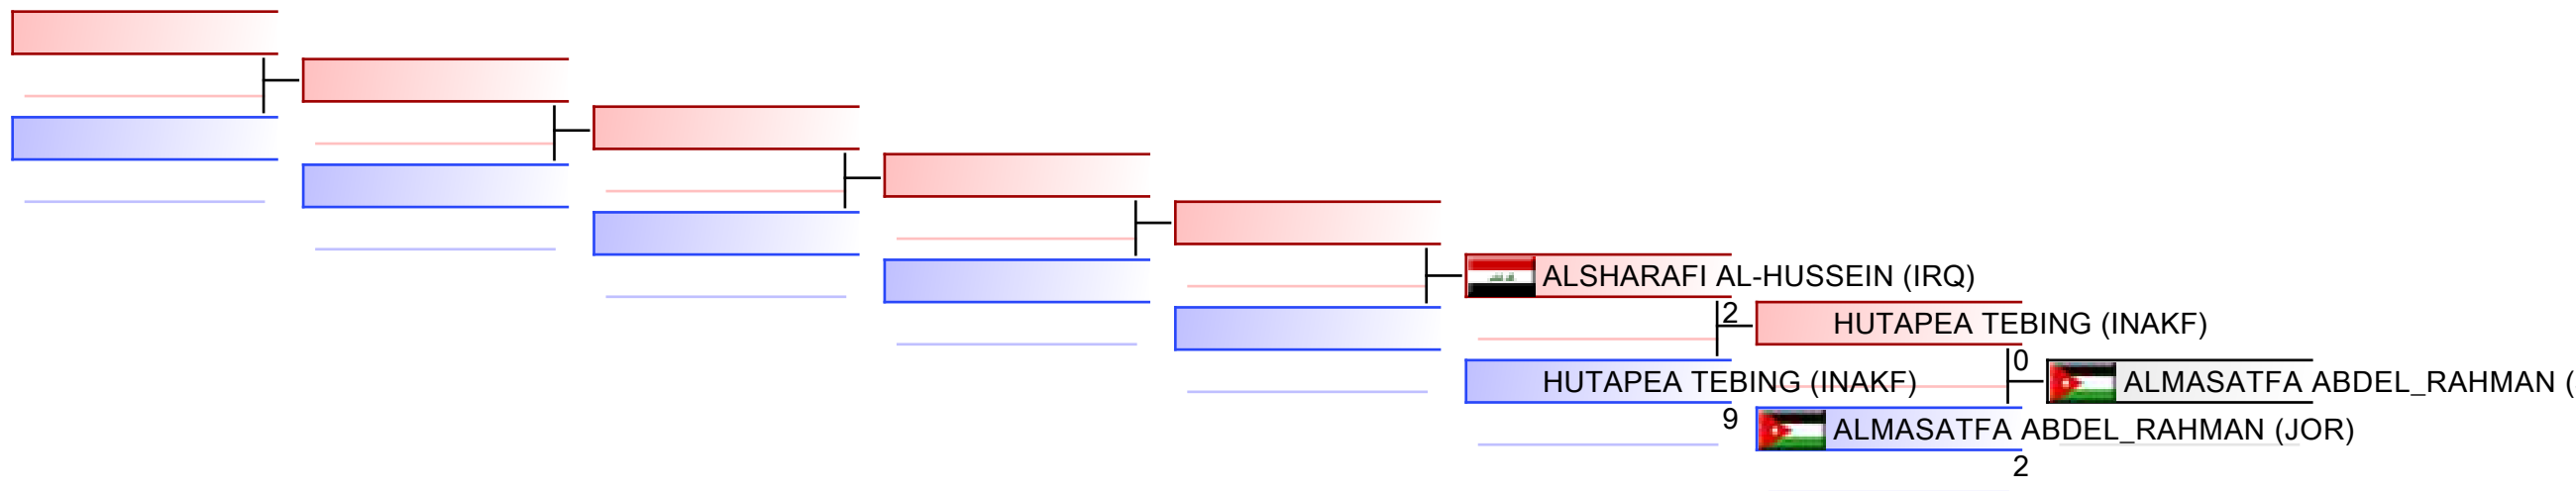 ALSHARAFI AL-HUSSEIN (IRQ)
2
HUTAPEA TEBING (INAKF)
9
HUTAPEA TEBING (INAKF)
0
ALMASATFA ABDEL_RAHMAN (JOR)
2
ALMASATFA ABDEL_RAHMAN (